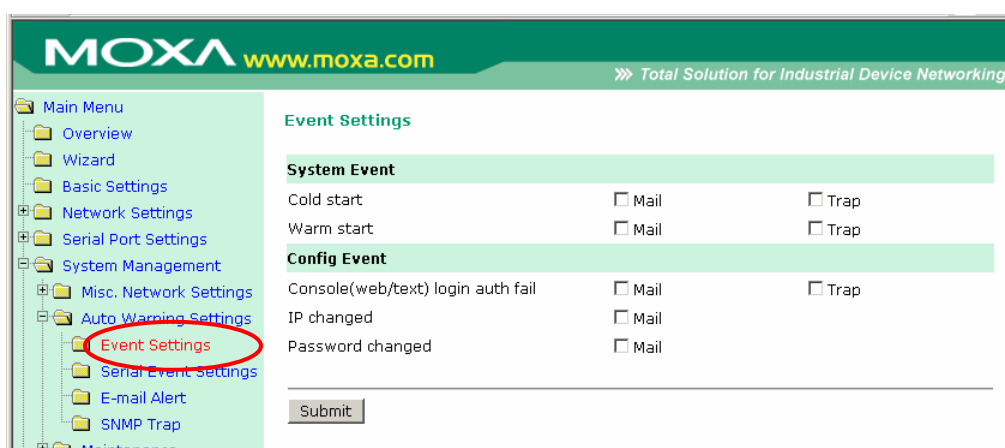 MOXA www.moxa.com
Total Solution for Industrial Device Networking
Main Menu
Overview
Wizard
Basic Settings
Network Settings
Serial Port Settings
System Management
Misc. Network Settings
Auto Warning Settings
Event Settings
Serial Event Settings
E-mail Alert
SNMP Trap
Maintenance
Event Settings
System Event
Cold start Mail Trap
Warm start Mail Trap
Config Event
Console(web/text) login auth fail Mail Trap
IP changed Mail
Password changed Mail
Submit